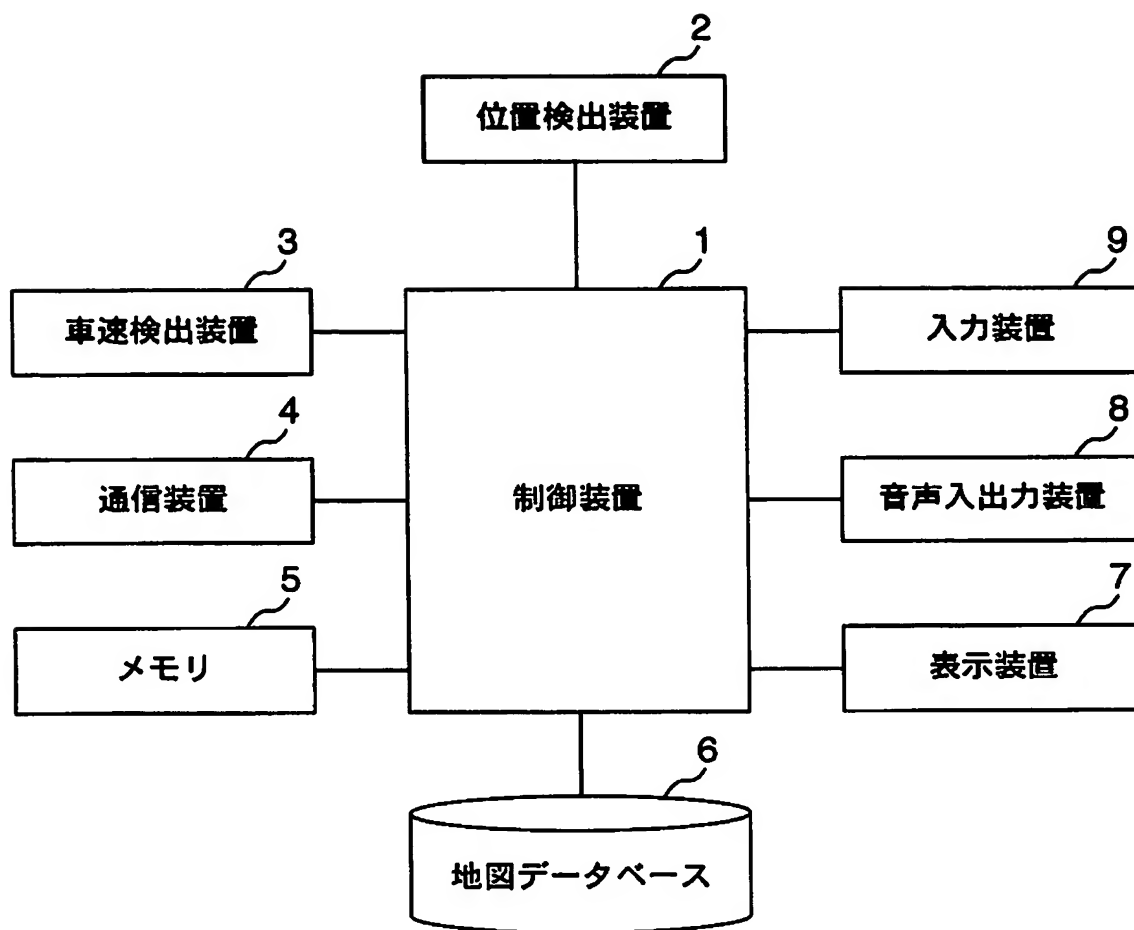 2
位置検出装置
3
1
9
車速検出装置
入力装置
4
8
通信装置
制御装置
音声入出力装置
5
7
メモリ
表示装置
6
地図データベース